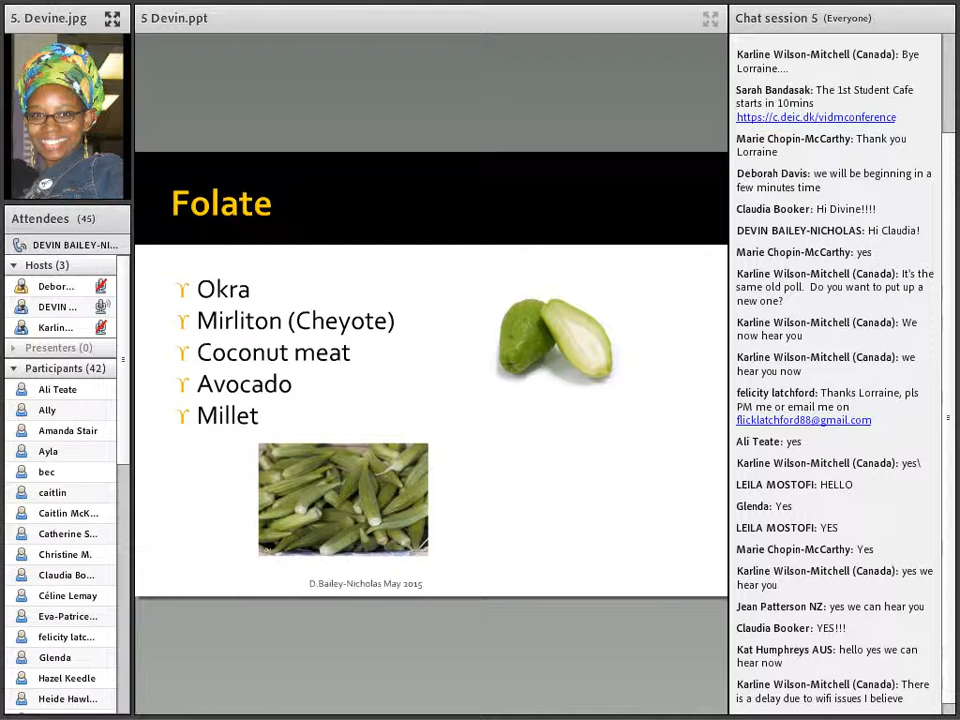 5. Devine.jpg
Attendees (45)
DEVIN BAILEY-NI...
Hosts (3)
Debor...
DEVIN ...
Karlin...
Presenters (0)
Participants (42)
Ali Teate
Ally
Amanda Stair
Ayla
bec
caitlin
Caitlin McK...
Catherine S...
Christine M.
Claudia Bo...
Céline Lemay
Eva-Patrice...
felicity latc...
Glenda
Hazel Keedle
Heide Hawl...
5 Devin.ppt
Folate
Okra
Mirliton (Cheyote)
Coconut meat
Avocado
Millet
D.Bailey-Nicholas May 2015
Chat session 5 (Everyone)
Karline Wilson-Mitchell (Canada): Bye
Lorraine....
Sarah Bandasak: The 1st Student Cafe
starts in 10mins
https://c.deic.dk/vidmconference
Marie Chopin-McCarthy: Thank you
Lorraine
Deborah Davis: we will be beginning in a
few minutes time
Claudia Booker: Hi Divine!!!!
DEVIN BAILEY-NICHOLAS: Hi Claudia!
Marie Chopin-McCarthy: yes
Karline Wilson-Mitchell (Canada): It's the
same old poll. Do you want to put up a
new one?
Karline Wilson-Mitchell (Canada): We
now hear you
Karline Wilson-Mitchell (Canada): we
hear you now
felicity latchford: Thanks Lorraine, pls
PM me or email me on
flicklatchford88@gmail.com
Ali Teate: yes
Karline Wilson-Mitchell (Canada): yes\
LEILA MOSTOFI: HELLO
Glenda: Yes
LEILA MOSTOFI: YES
Marie Chopin-McCarthy: Yes
Karline Wilson-Mitchell (Canada): yes we
hear you
Jean Patterson NZ: yes we can hear you
Claudia Booker: YES!!!
Kat Humphreys AUS: hello yes we can
hear now
Karline Wilson-Mitchell (Canada): There
is a delay due to wifi issues I believe